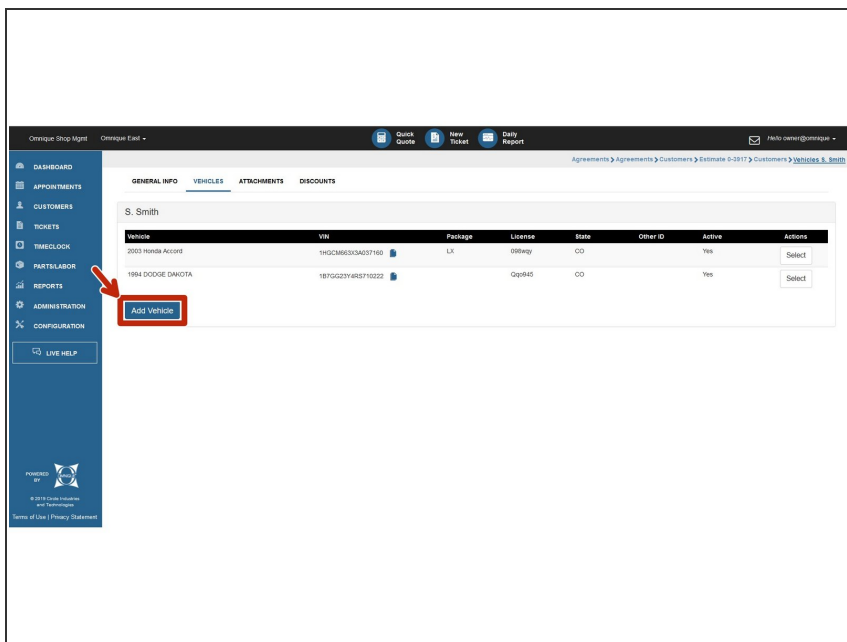 Omnique Shop Mgmt Omnique East Quick Quote New Ticket Daily Report Hello owner@omnique
Agreements > Agreements > Customers > Estimate 0-3917 > Customers > Vehicles S. Smith
DASHBOARD
APPOINTMENTS
CUSTOMERS
TICKETS
TIMECLOCK
PARTS/LABOR
REPORTS
ADMINISTRATION
CONFIGURATION
LIVE HELP
GENERAL INFO VEHICLES ATTACHMENTS DISCOUNTS
S. Smith
Vehicle VIN Package License State Other ID Active Actions
2003 Honda Accord 1HGCM663X3A037160 LX 098wqy CO Yes Select
1994 DODGE DAKOTA 1B7GG23Y4RS710222 Qqo945 CO Yes Select
Add Vehicle
POWERED
BY
© 2019 Circle Industries
and Technologies
Terms of Use | Privacy Statement